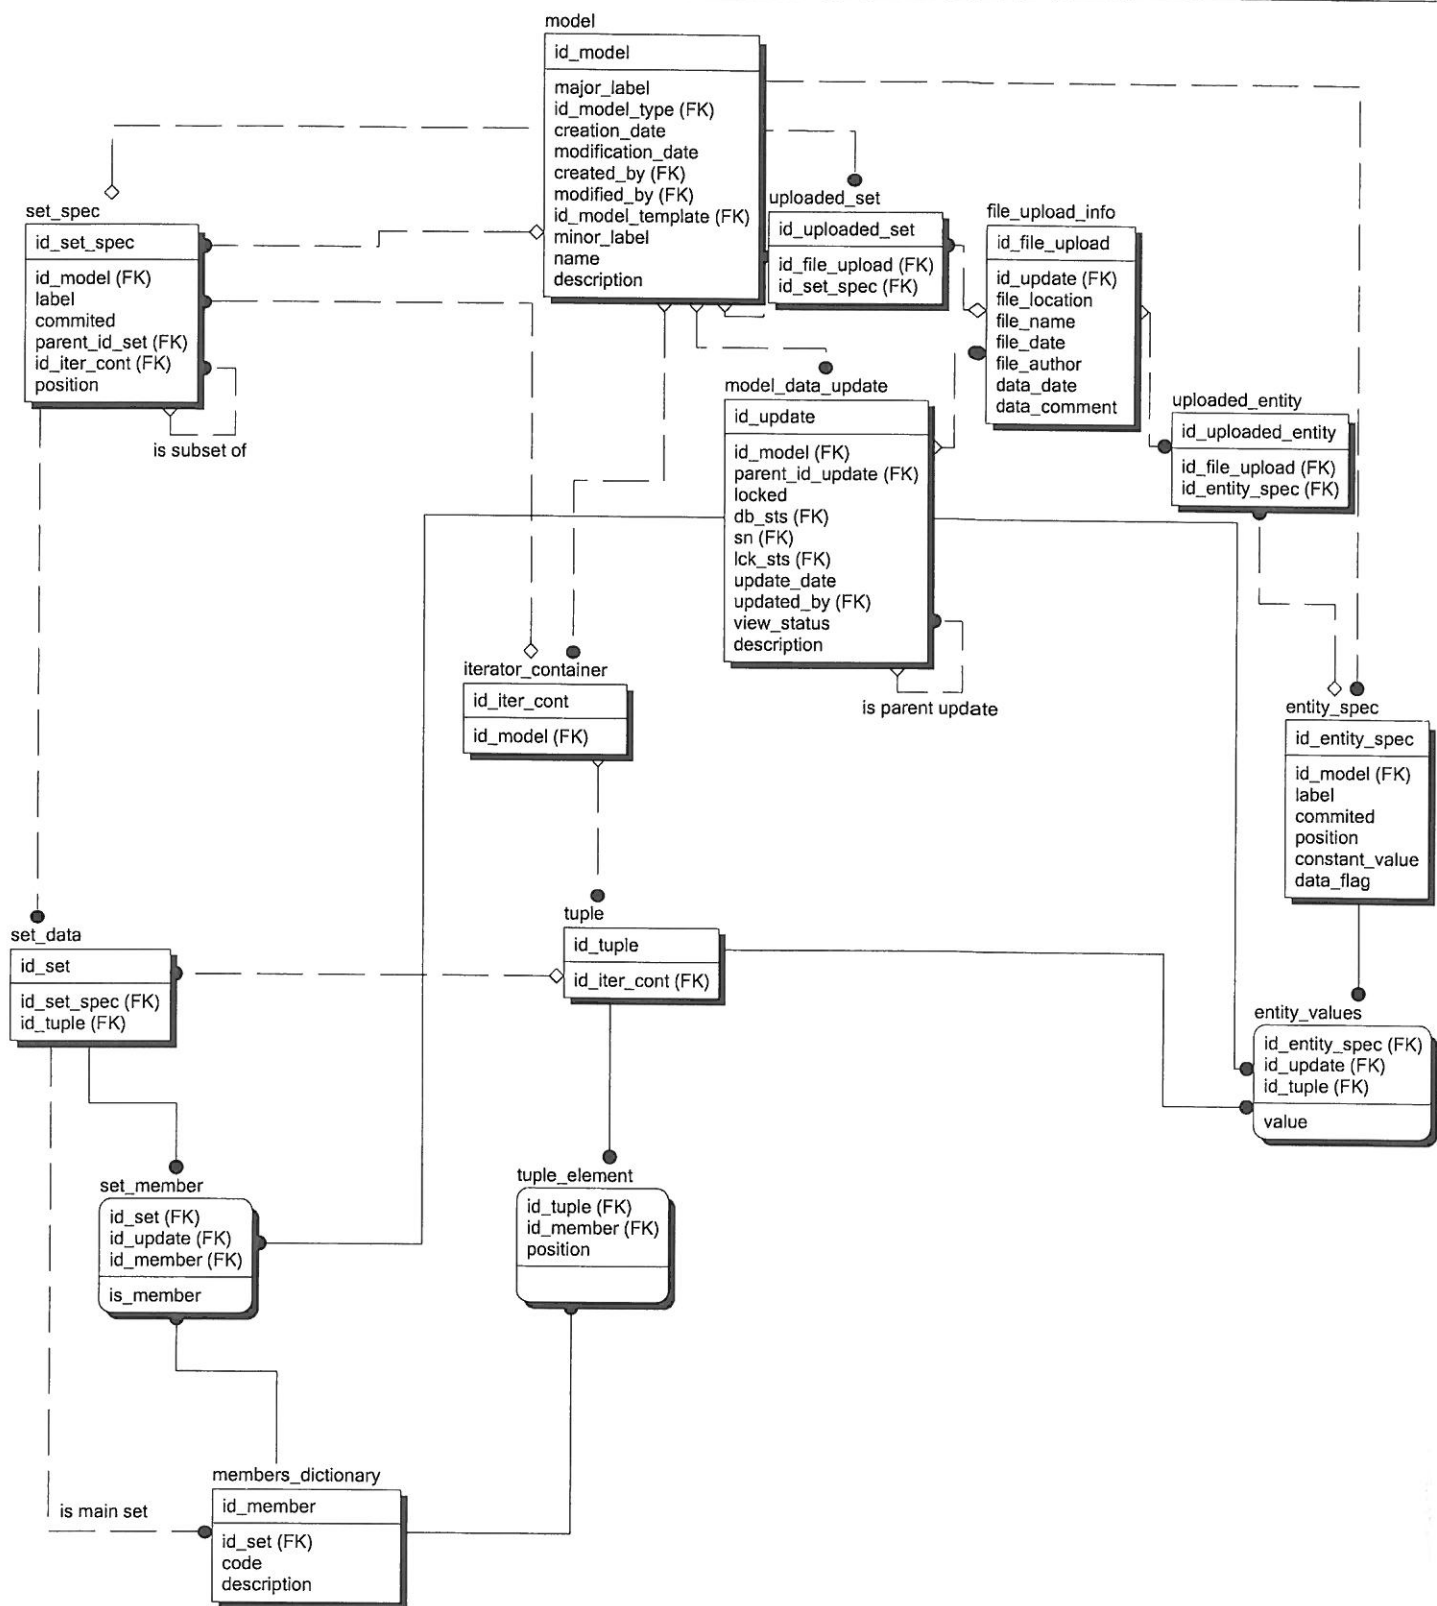 model
id_model
major_label
id_model_type (FK)
creation_date
modification_date
created_by (FK)
modified_by (FK)
id_model_template (FK)
minor_label
name
description
set_spec
id_set_spec
id_model (FK)
label
commited
parent_id_set (FK)
id_iter_cont (FK)
position
is subset of
uploaded_set
id_uploaded_set
id_file_upload (FK)
id_set_spec (FK)
file_upload_info
id_file_upload
id_update (FK)
file_location
file_name
file_date
file_author
data_date
data_comment
model_data_update
id_update
id_model (FK)
parent_id_update (FK)
locked
db_sts (FK)
sn (FK)
lck_sts (FK)
update_date
updated_by (FK)
view_status
description
is parent update
uploaded_entity
id_uploaded_entity
id_file_upload (FK)
id_entity_spec (FK)
iterator_container
id_iter_cont
id_model (FK)
entity_spec
id_entity_spec
id_model (FK)
label
commited
position
constant_value
data_flag
set_data
id_set
id_set_spec (FK)
id_tuple (FK)
tuple
id_tuple
id_iter_cont (FK)
entity_values
id_entity_spec (FK)
id_update (FK)
id_tuple (FK)
value
set_member
id_set (FK)
id_update (FK)
id_member (FK)
is_member
tuple_element
id_tuple (FK)
id_member (FK)
position
is main set
members_dictionary
id_member
id_set (FK)
code
description